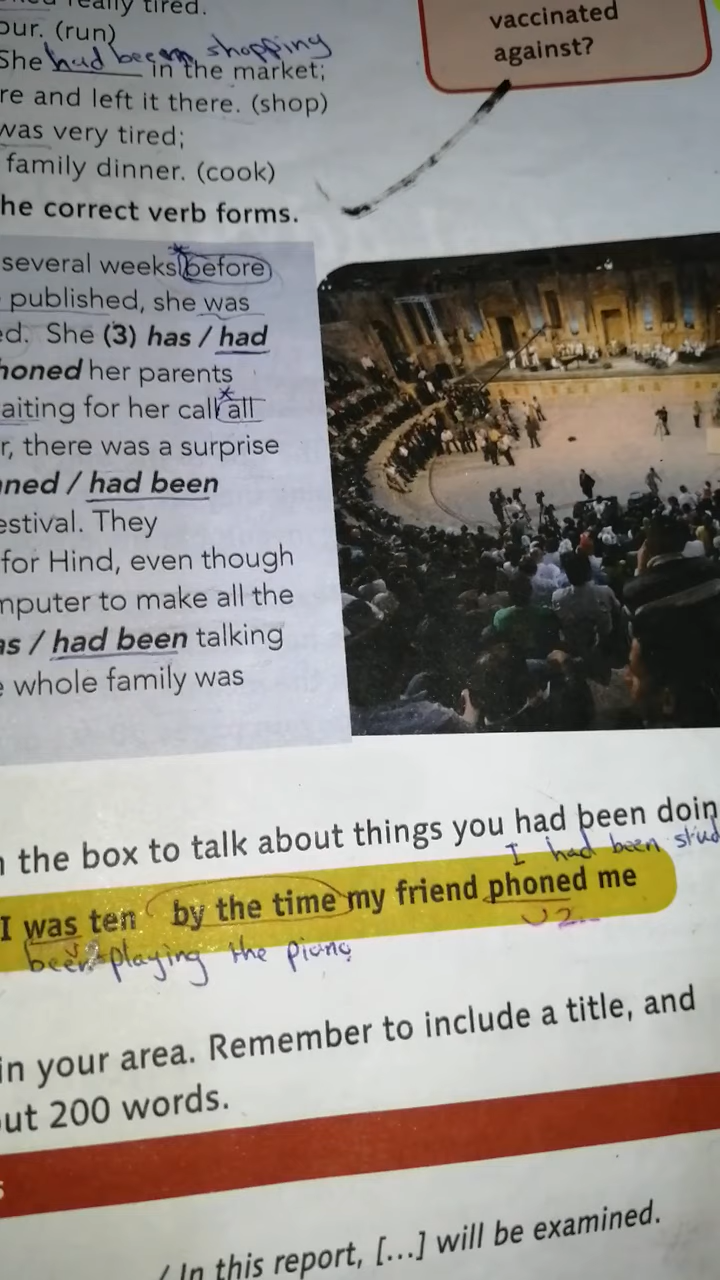 really tired.
our. (run)
She had been shopping in the market;
re and left it there. (shop)
was very tired;
family dinner. (cook)
vaccinated
against?
he correct verb forms.
several weeks before
published, she was
ed. She (3) has / had
honed her parents
aiting for her call all
r, there was a surprise
nned / had been
estival. They
for Hind, even though
mputer to make all the
as / had been talking
e whole family was
n the box to talk about things you had been doin
I had been stud
I was ten by the time my friend phoned me
been playing the piano
in your area. Remember to include a title, and
out 200 words.
s
/ In this report, [...] will be examined.